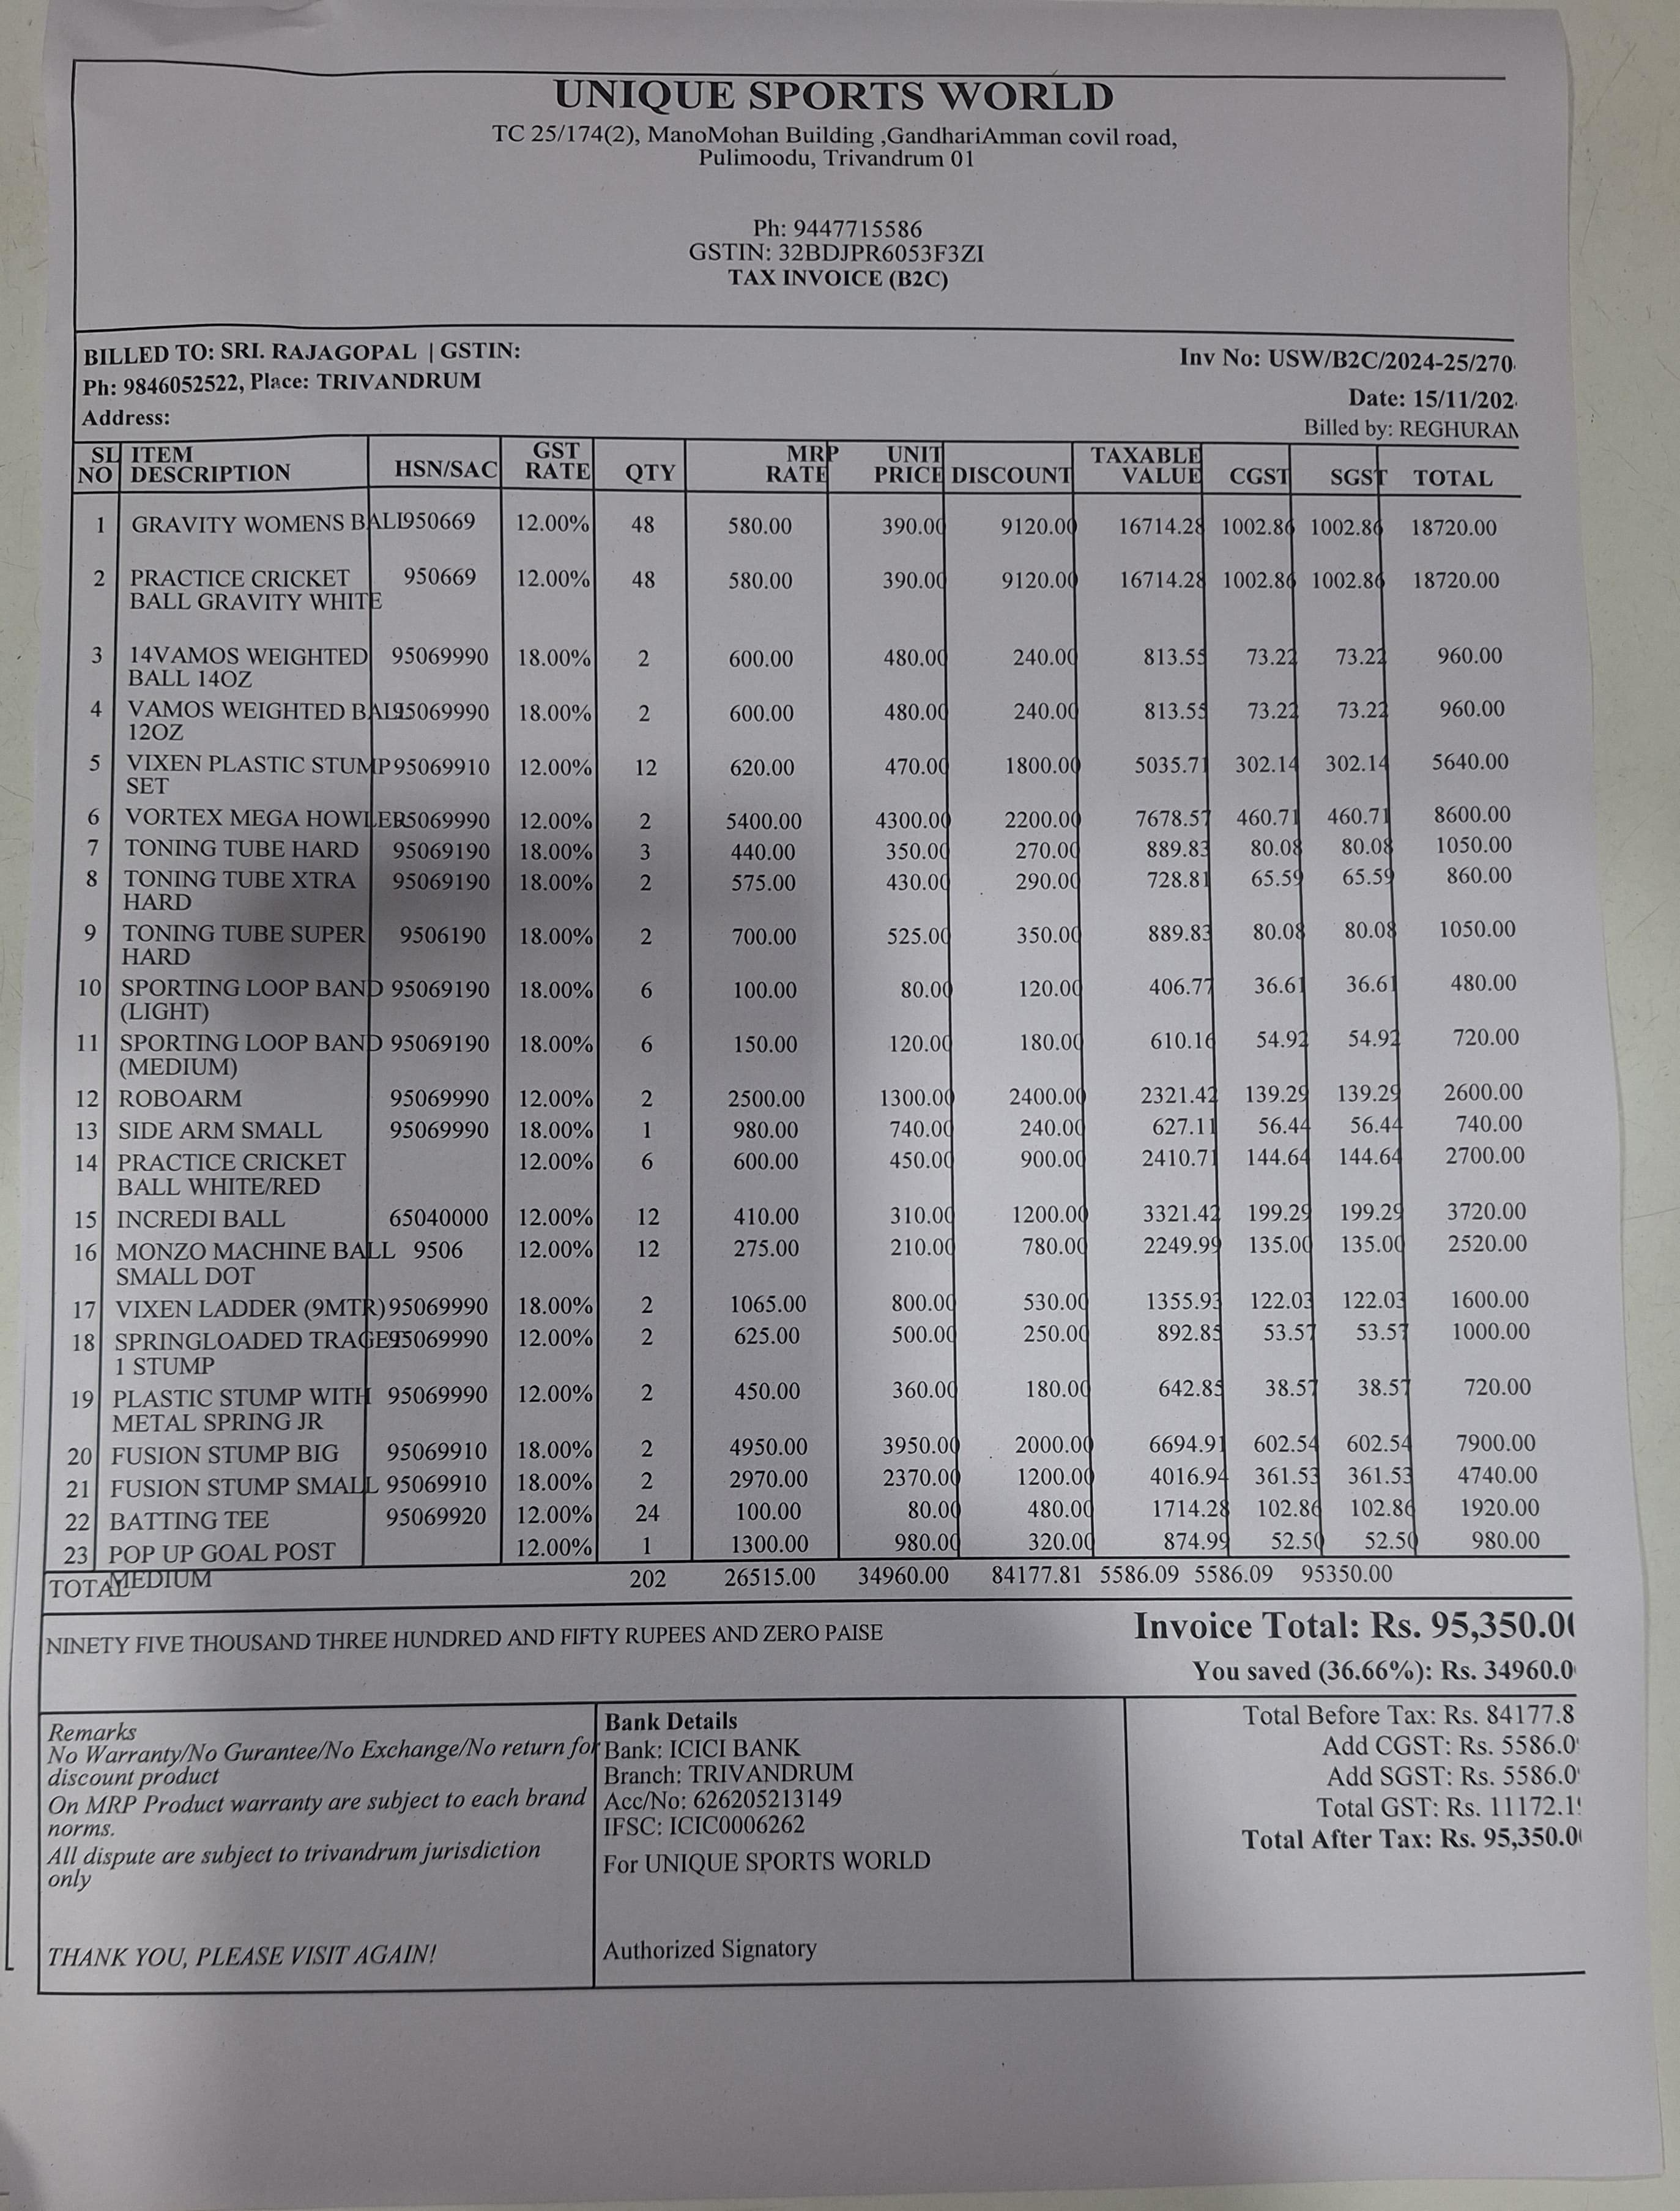 UNIQUE SPORTS WORLD
TC 25/174(2), ManoMohan Building ,GandhariAmman covil road,
Pulimoodu, Trivandrum 01
Ph: 9447715586
GSTIN: 32BDJPR6053F3ZI
TAX INVOICE (B2C)
BILLED TO: SRI. RAJAGOPAL | GSTIN:
Inv No: USW/B2C/2024-25/270
Ph: 9846052522, Place: TRIVANDRUM
Date: 15/11/202
Address:
Billed by: REGHURAM
SL NO ITEM DESCRIPTION HSN/SAC GST RATE QTY MRP RATE UNIT PRICE DISCOUNT TAXABLE VALUE CGST SGST TOTAL
1 GRAVITY WOMENS BALL 950669 12.00% 48 580.00 390.00 9120.00 16714.28 1002.86 1002.86 18720.00
2 PRACTICE CRICKET 950669 12.00% 48 580.00 390.00 9120.00 16714.28 1002.86 1002.86 18720.00
BALL GRAVITY WHITE
3 14VAMOS WEIGHTED 95069990 18.00% 2 600.00 480.00 240.00 813.55 73.22 73.22 960.00
BALL 14OZ
4 VAMOS WEIGHTED BALL 95069990 18.00% 2 600.00 480.00 240.00 813.55 73.22 73.22 960.00
12OZ
5 VIXEN PLASTIC STUMP 95069910 12.00% 12 620.00 470.00 1800.00 5035.71 302.14 302.14 5640.00
SET
6 VORTEX MEGA HOWLER 95069990 12.00% 2 5400.00 4300.00 2200.00 7678.57 460.71 460.71 8600.00
7 TONING TUBE HARD 95069190 18.00% 3 440.00 350.00 270.00 889.83 80.08 80.08 1050.00
8 TONING TUBE XTRA 95069190 18.00% 2 575.00 430.00 290.00 728.81 65.59 65.59 860.00
HARD
9 TONING TUBE SUPER 9506190 18.00% 2 700.00 525.00 350.00 889.83 80.08 80.08 1050.00
HARD
10 SPORTING LOOP BAND 95069190 18.00% 6 100.00 80.00 120.00 406.77 36.61 36.61 480.00
(LIGHT)
11 SPORTING LOOP BAND 95069190 18.00% 6 150.00 120.00 180.00 610.16 54.92 54.92 720.00
(MEDIUM)
12 ROBOARM 95069990 12.00% 2 2500.00 1300.00 2400.00 2321.42 139.29 139.29 2600.00
13 SIDE ARM SMALL 95069990 18.00% 1 980.00 740.00 240.00 627.11 56.44 56.44 740.00
14 PRACTICE CRICKET 12.00% 6 600.00 450.00 900.00 2410.71 144.64 144.64 2700.00
BALL WHITE/RED
15 INCREDI BALL 65040000 12.00% 12 410.00 310.00 1200.00 3321.42 199.29 199.29 3720.00
16 MONZO MACHINE BALL 9506 12.00% 12 275.00 210.00 780.00 2249.99 135.00 135.00 2520.00
SMALL DOT
17 VIXEN LADDER (9MTR) 95069990 18.00% 2 1065.00 800.00 530.00 1355.93 122.03 122.03 1600.00
18 SPRINGLOADED TRAGET 95069990 12.00% 2 625.00 500.00 250.00 892.85 53.57 53.57 1000.00
1 STUMP
19 PLASTIC STUMP WITH 95069990 12.00% 2 450.00 360.00 180.00 642.85 38.57 38.57 720.00
METAL SPRING JR
20 FUSION STUMP BIG 95069910 18.00% 2 4950.00 3950.00 2000.00 6694.91 602.54 602.54 7900.00
21 FUSION STUMP SMALL 95069910 18.00% 2 2970.00 2370.00 1200.00 4016.94 361.53 361.53 4740.00
22 BATTING TEE 95069920 12.00% 24 100.00 80.00 480.00 1714.28 102.86 102.86 1920.00
23 POP UP GOAL POST 12.00% 1 1300.00 980.00 320.00 874.99 52.50 52.50 980.00
MEDIUM
TOTAL 202 26515.00 34960.00 84177.81 5586.09 5586.09 95350.00
NINETY FIVE THOUSAND THREE HUNDRED AND FIFTY RUPEES AND ZERO PAISE
Invoice Total: Rs. 95,350.00
You saved (36.66%): Rs. 34960.0
Remarks
No Warranty/No Gurantee/No Exchange/No return for
discount product
On MRP Product warranty are subject to each brand
norms.
All dispute are subject to trivandrum jurisdiction
only
THANK YOU, PLEASE VISIT AGAIN!
Bank Details
Bank: ICICI BANK
Branch: TRIVANDRUM
Acc/No: 626205213149
IFSC: ICIC0006262
For UNIQUE SPORTS WORLD
Authorized Signatory
Total Before Tax: Rs. 84177.8
Add CGST: Rs. 5586.0
Add SGST: Rs. 5586.0
Total GST: Rs. 11172.1
Total After Tax: Rs. 95,350.0